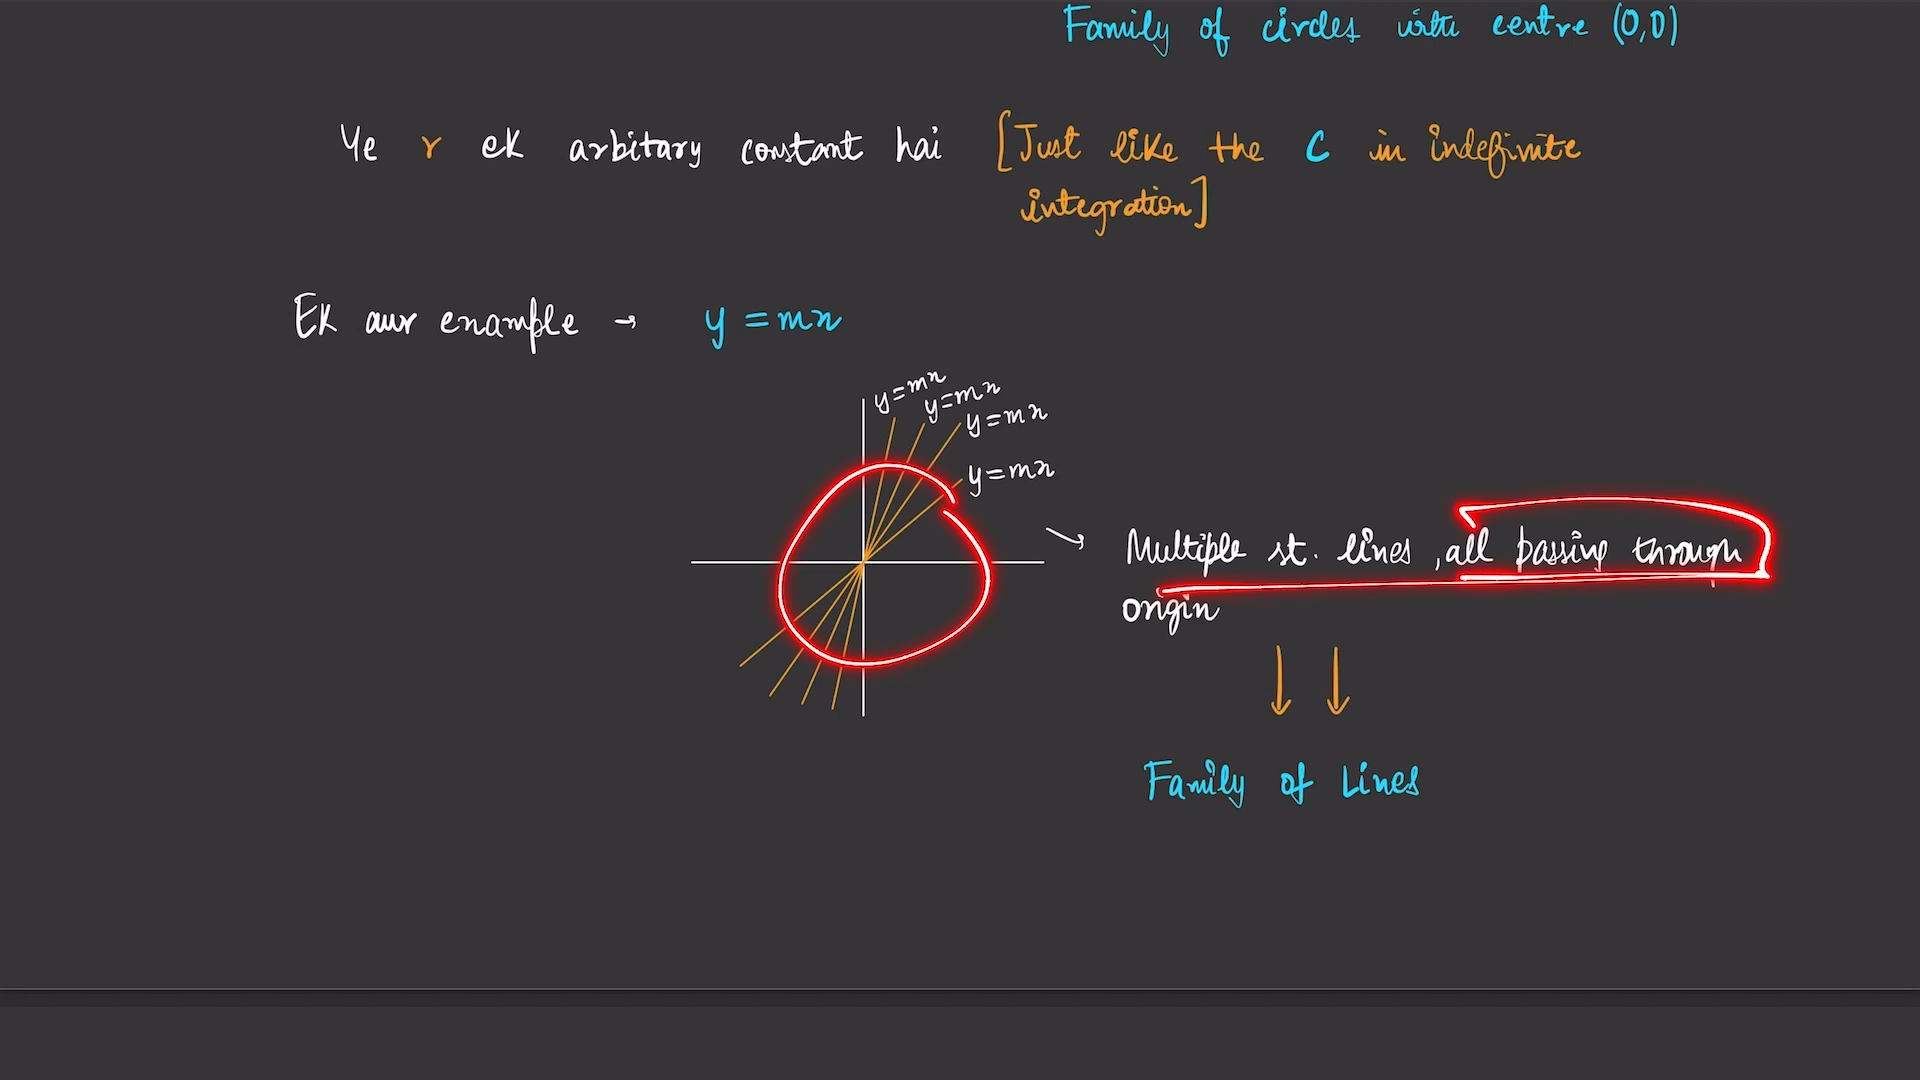 Family of circles with centre (0,0)
Ye r ek arbitary constant hai [Just like the C in indefinite
integration]
Ek aur example → y = mx
y=mx
y=mx
y=mx
y=mx
Multiple st. lines, all passing through
origin
Family of Lines